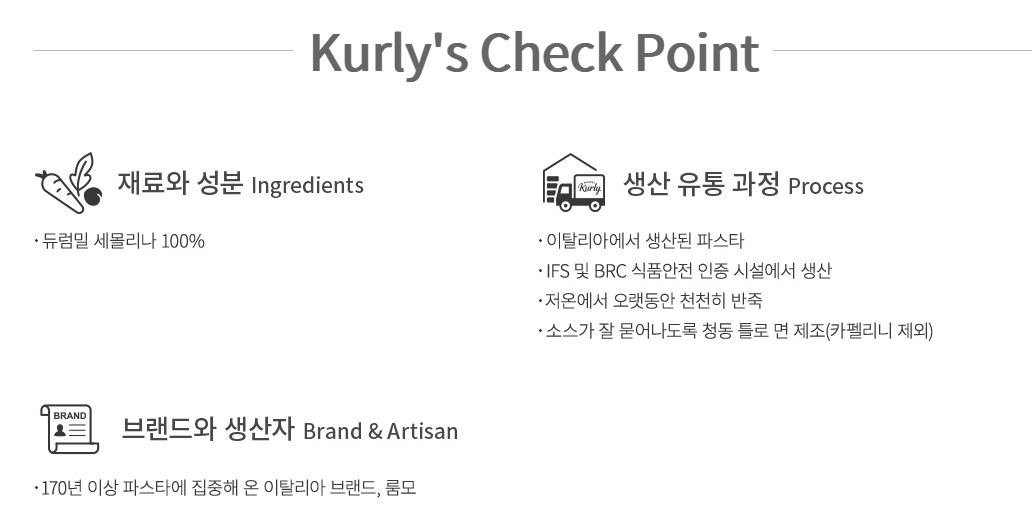 Kurly's Check Point
재료와 성분 Ingredients
· 듀럼밀 세몰리나 100%
Kurly
생산 유통 과정 Process
· 이탈리아에서 생산된 파스타
· IFS 및 BRC 식품안전 인증 시설에서 생산
· 저온에서 오랫동안 천천히 반죽
· 소스가 잘 묻어나도록 청동 틀로 면 제조(카펠리니 제외)
BRAND
브랜드와 생산자 Brand & Artisan
· 170년 이상 파스타에 집중해 온 이탈리아 브랜드, 룸모